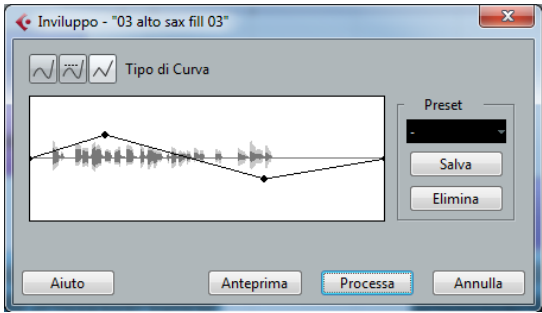 Inviluppo - "03 alto sax fill 03"
Tipo di Curva
Preset
-
Salva
Elimina
Aiuto Anteprima Processa Annulla